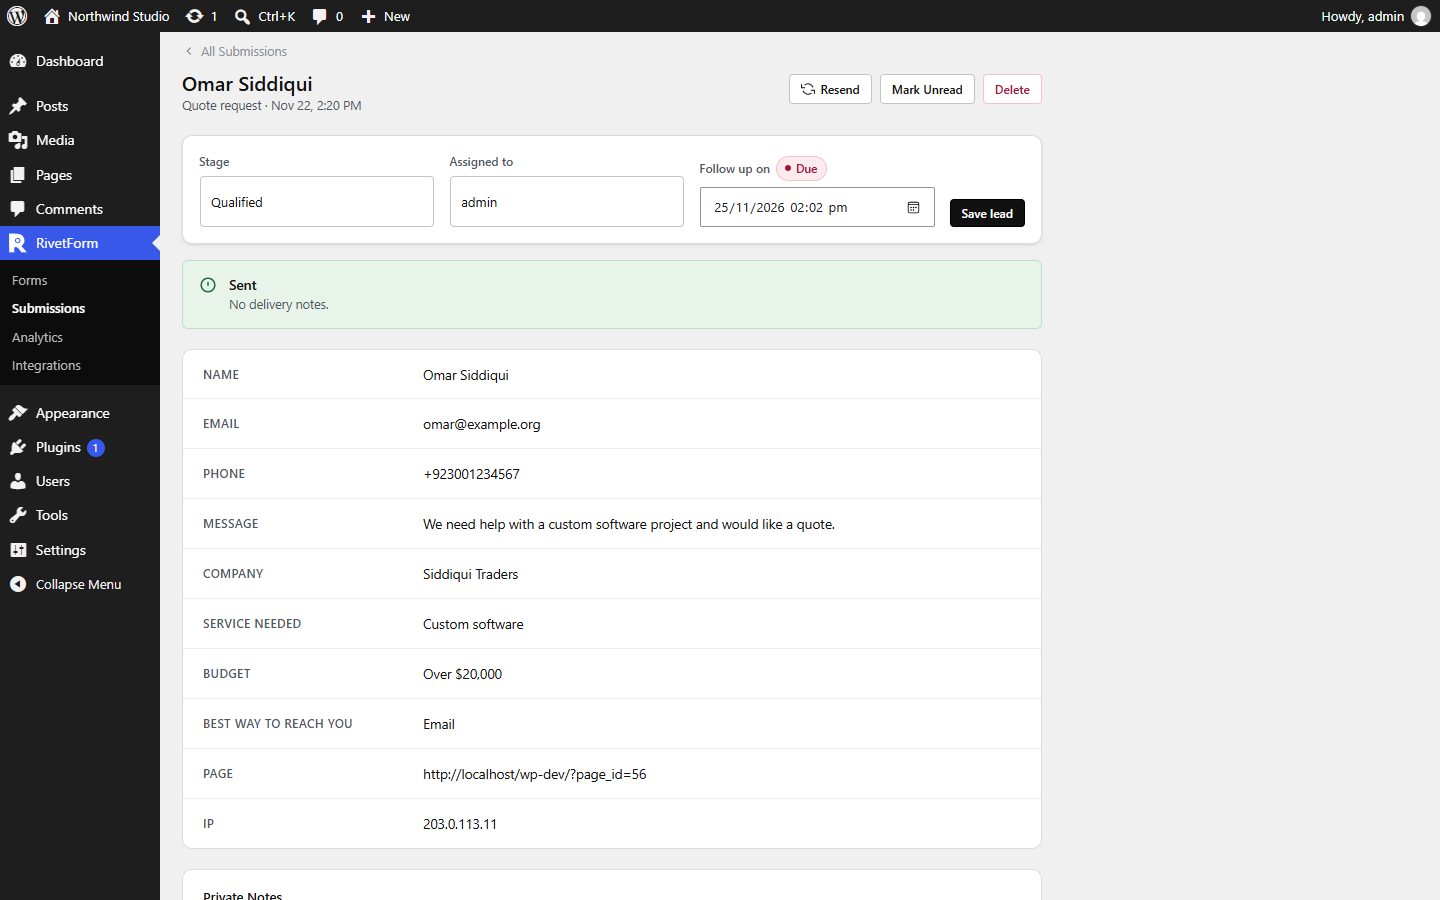 Northwind Studio 1 Ctrl+K 0 New Howdy, admin
Dashboard
Posts
Media
Pages
Comments
RivetForm
Forms
Submissions
Analytics
Integrations
Appearance
Plugins 1
Users
Tools
Settings
Collapse Menu
All Submissions
Omar Siddiqui
Quote request · Nov 22, 2:20 PM
Resend Mark Unread Delete
Stage
Qualified
Assigned to
admin
Follow up on Due
25/11/2026 02:02 pm
Save lead
Sent
No delivery notes.
NAME Omar Siddiqui
EMAIL omar@example.org
PHONE +923001234567
MESSAGE We need help with a custom software project and would like a quote.
COMPANY Siddiqui Traders
SERVICE NEEDED Custom software
BUDGET Over $20,000
BEST WAY TO REACH YOU Email
PAGE http://localhost/wp-dev/?page_id=56
IP 203.0.113.11
Private Notes